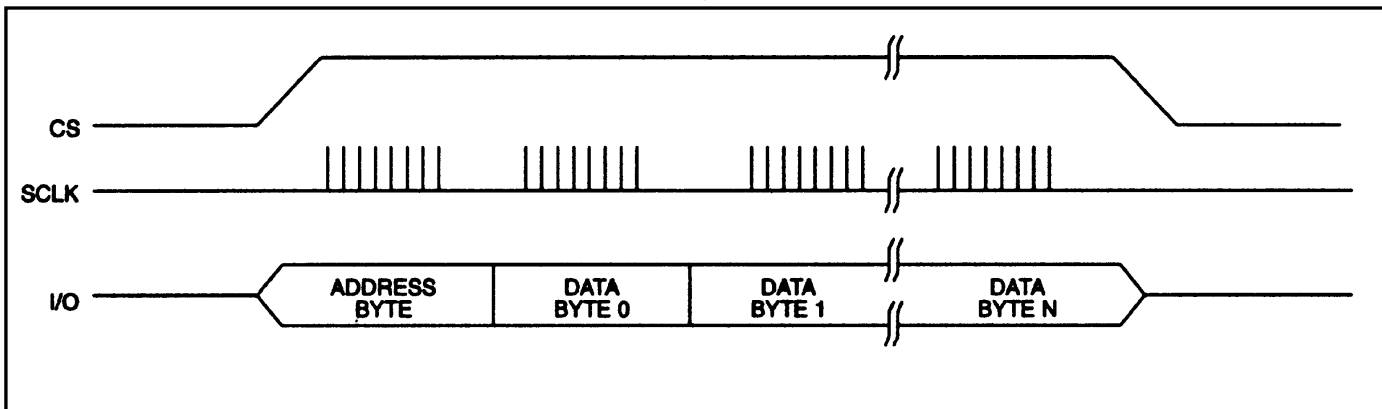 CS
SCLK
I/O
ADDRESS
BYTE
DATA
BYTE 0
DATA
BYTE 1
DATA
BYTE N